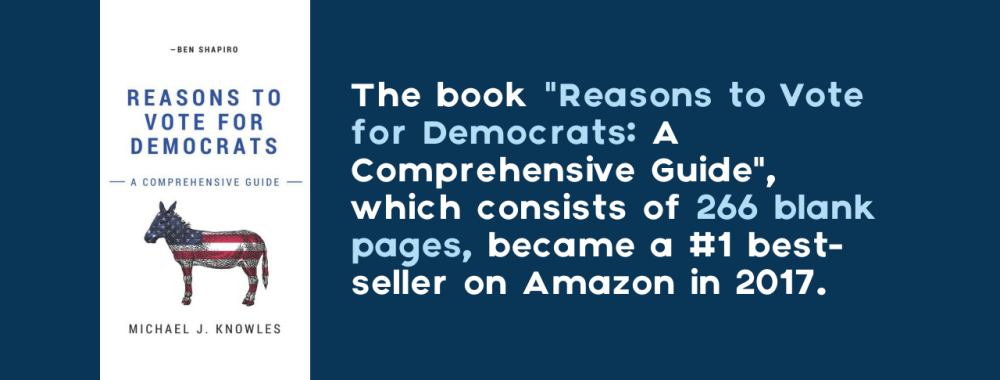 –BEN SHAPIRO
REASONS TO
VOTE FOR
DEMOCRATS
A COMPREHENSIVE GUIDE
MICHAEL J. KNOWLES
The book "Reasons to Vote
for Democrats: A
Comprehensive Guide",
which consists of 266 blank
pages, became a #1 best-
seller on Amazon in 2017.